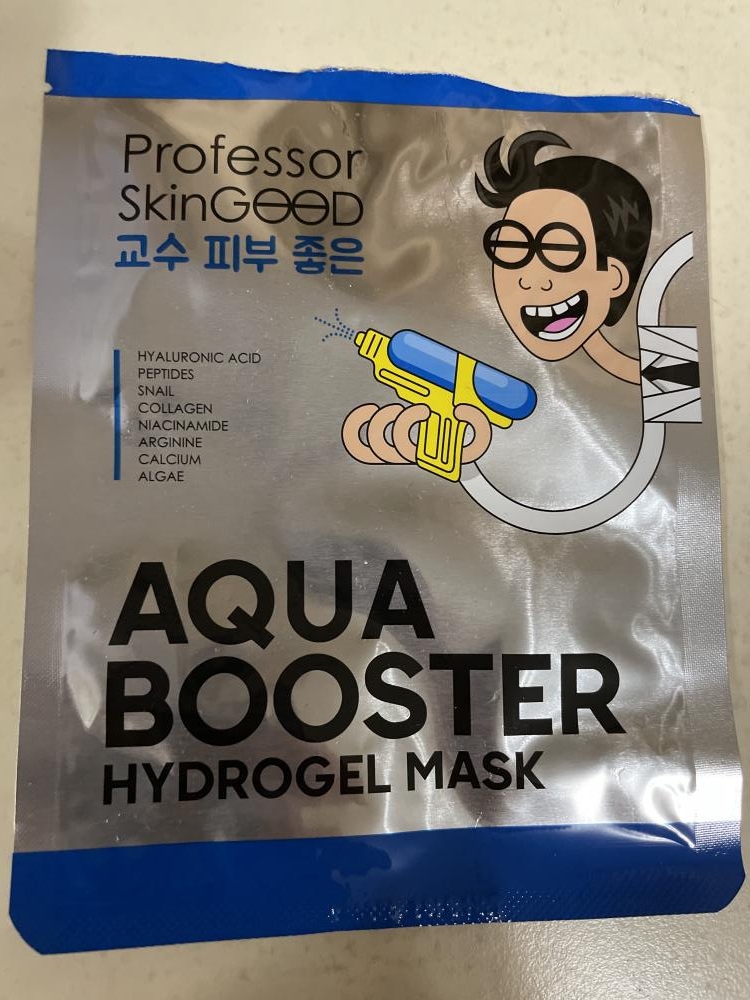 Professor
SkinGOOD
교수 피부 좋은
HYALURONIC ACID
PEPTIDES
SNAIL
COLLAGEN
NIACINAMIDE
ARGININE
CALCIUM
ALGAE
AQUA
BOOSTER
HYDROGEL MASK